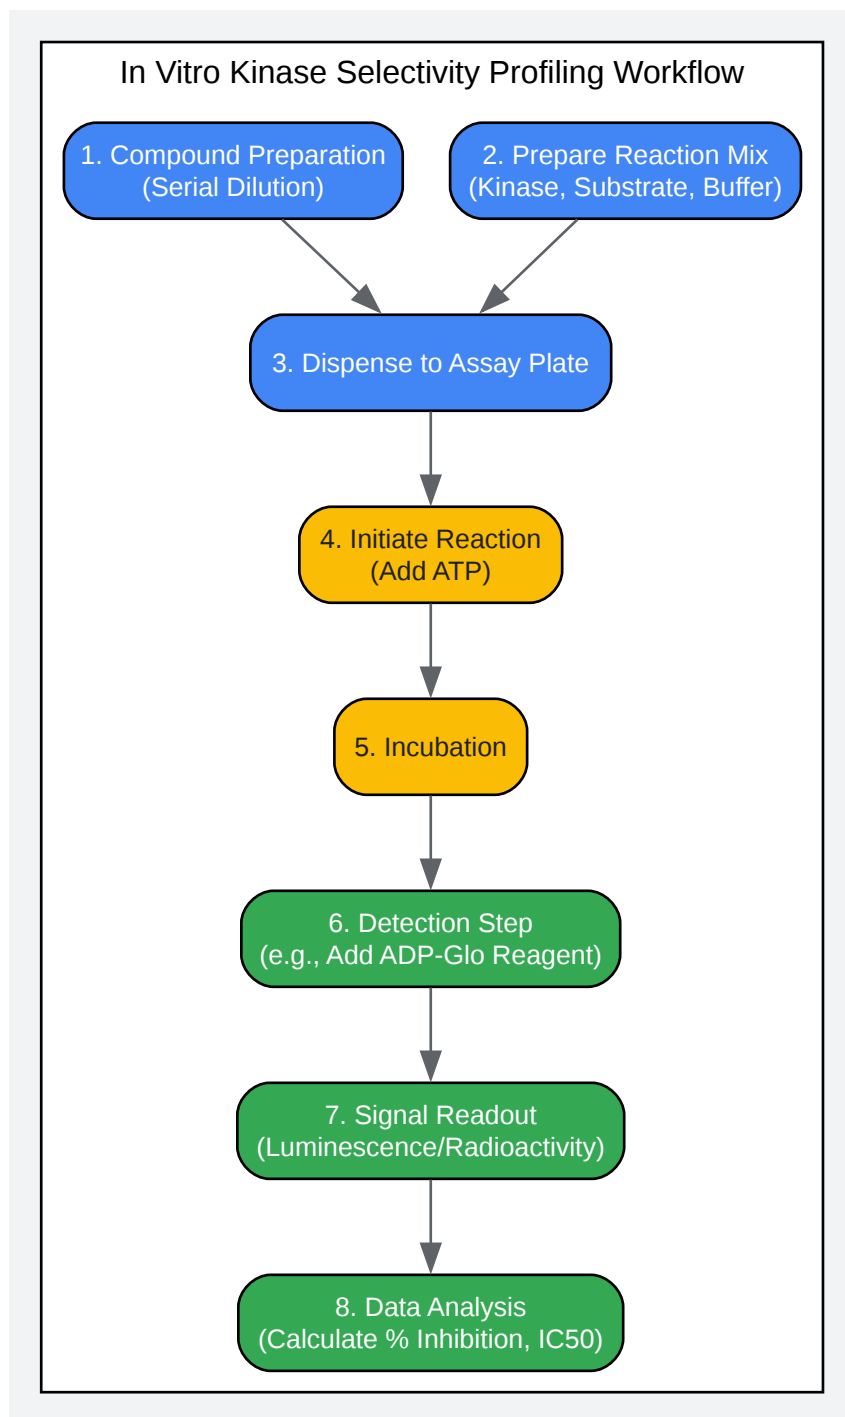 In Vitro Kinase Selectivity Profiling Workflow
1. Compound Preparation
(Serial Dilution)
2. Prepare Reaction Mix
(Kinase, Substrate, Buffer)
3. Dispense to Assay Plate
4. Initiate Reaction
(Add ATP)
5. Incubation
6. Detection Step
(e.g., Add ADP-Glo Reagent)
7. Signal Readout
(Luminescence/Radioactivity)
8. Data Analysis
(Calculate % Inhibition, IC50)